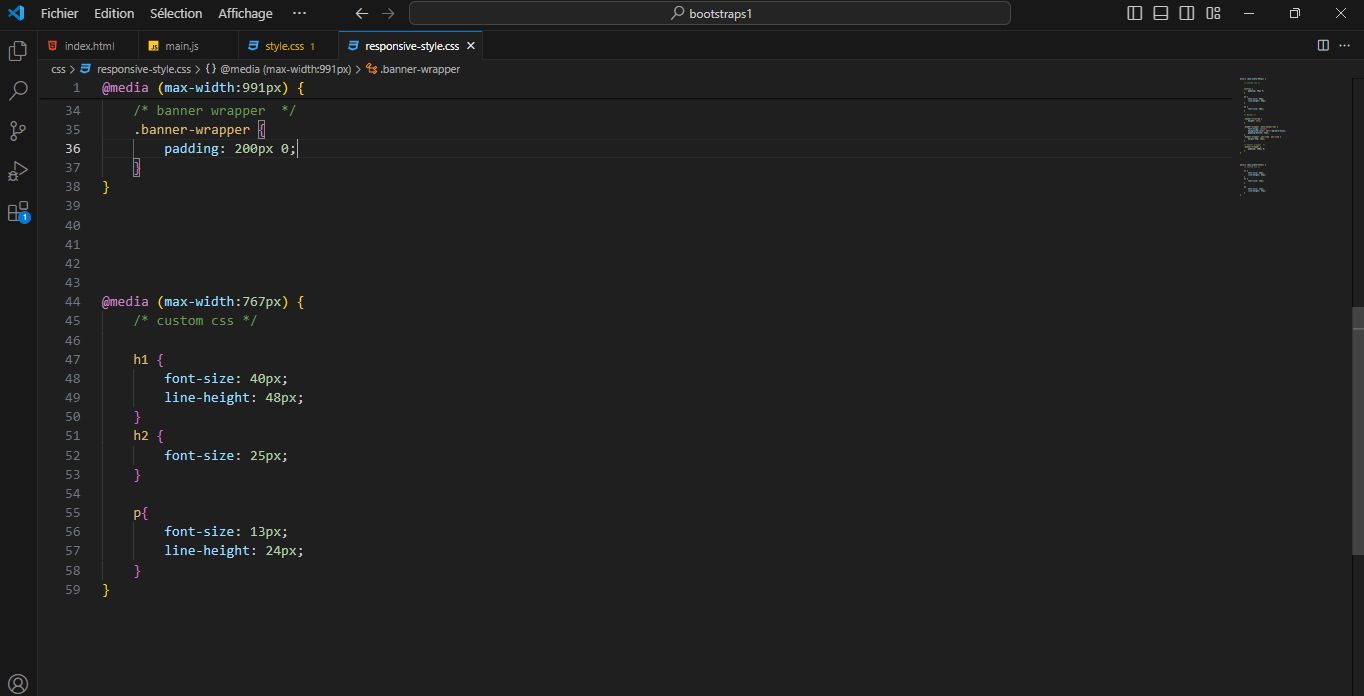 Fichier Edition Sélection Affichage ··· bootstraps1
index.html main.js style.css 1 responsive-style.css
css > responsive-style.css > {} @media (max-width:991px) > .banner-wrapper
1 @media (max-width:991px) {
34 /* banner wrapper  */
35 .banner-wrapper {
36 padding: 200px 0;
37 }
38 }
39
40
41
42
43
44 @media (max-width:767px) {
45 /* custom css */
46
47 h1 {
48 font-size: 40px;
49 line-height: 48px;
50 }
51 h2 {
52 font-size: 25px;
53 }
54
55 p{
56 font-size: 13px;
57 line-height: 24px;
58 }
59 }
1